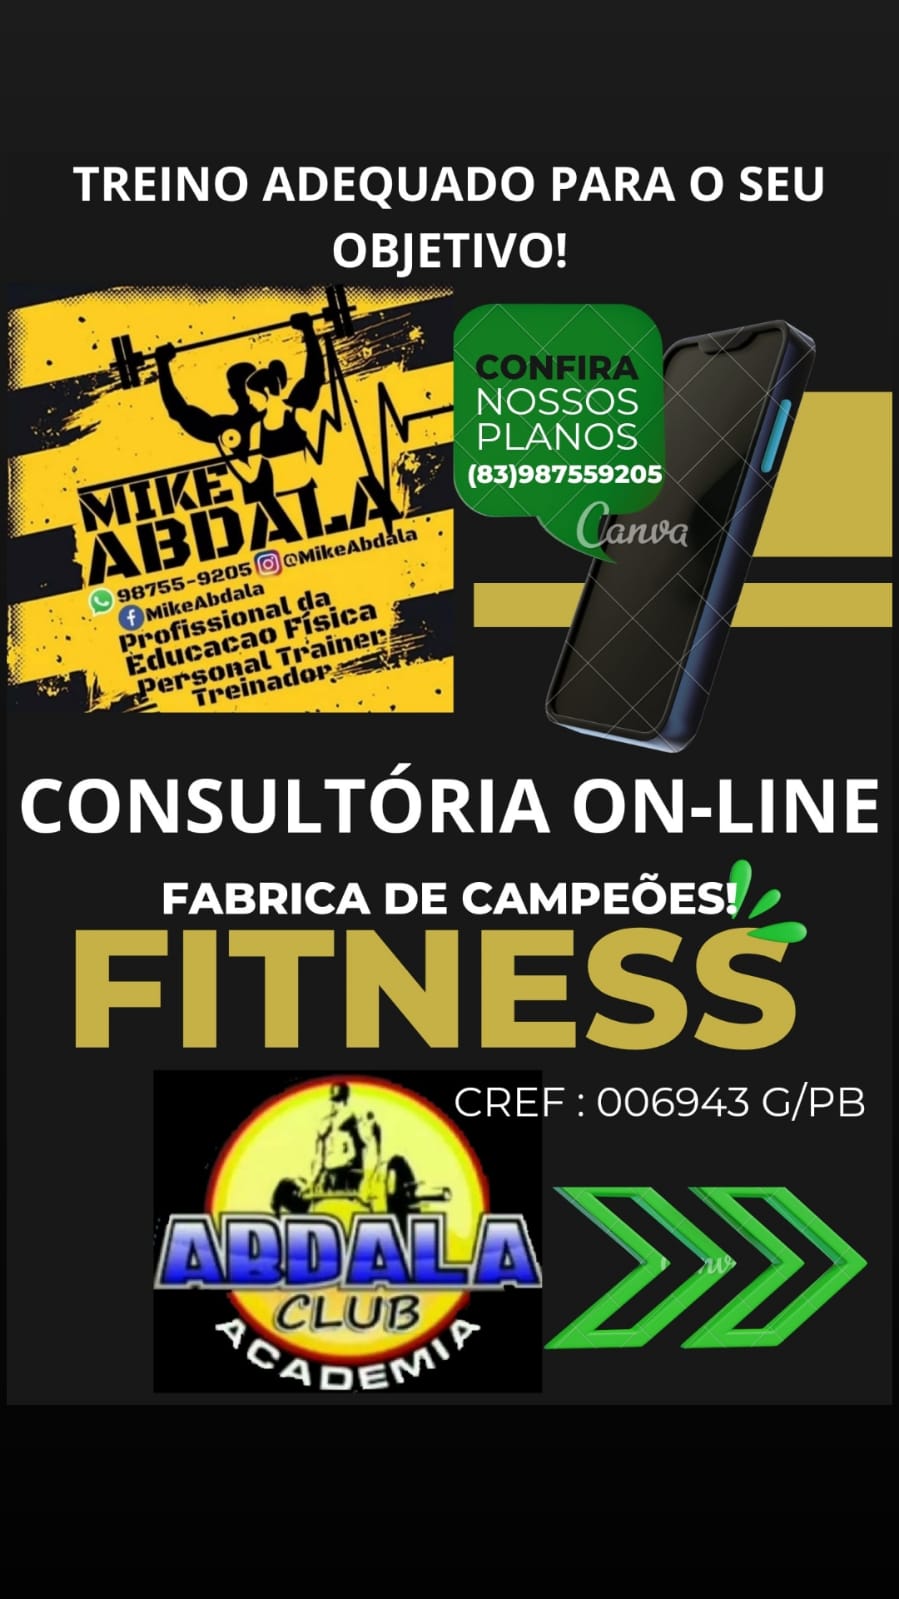 TREINO ADEQUADO PARA O SEU
OBJETIVO!
MIKE
ABDALA
98755-9205 @MikeAbdala
MikeAbdala
Profissional da
Educacao Física
Personal Trainer
Treinador
CONFIRA
NOSSOS
PLANOS
(83)987559205
Canva
CONSULTÓRIA ON-LINE
FABRICA DE CAMPEÕES!
FITNESS
CREF : 006943 G/PB
ABDALA
CLUB
ACADEMIA